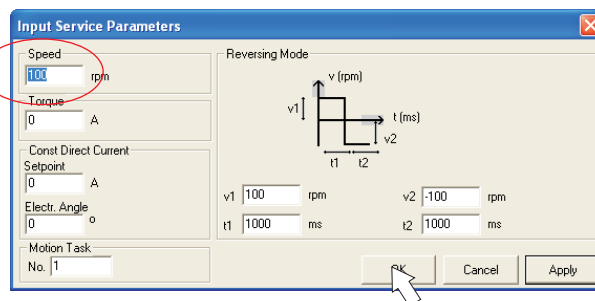 Input Service Parameters
Speed
100 rpm
Torque
0 A
Const Direct Current
Setpoint
0 A
Electr. Angle
0 o
Motion Task
No. 1
Reversing Mode
v (rpm)
v1
t (ms)
v2
t1 t2
v1 100 rpm v2 -100 rpm
t1 1000 ms t2 1000 ms
OK Cancel Apply